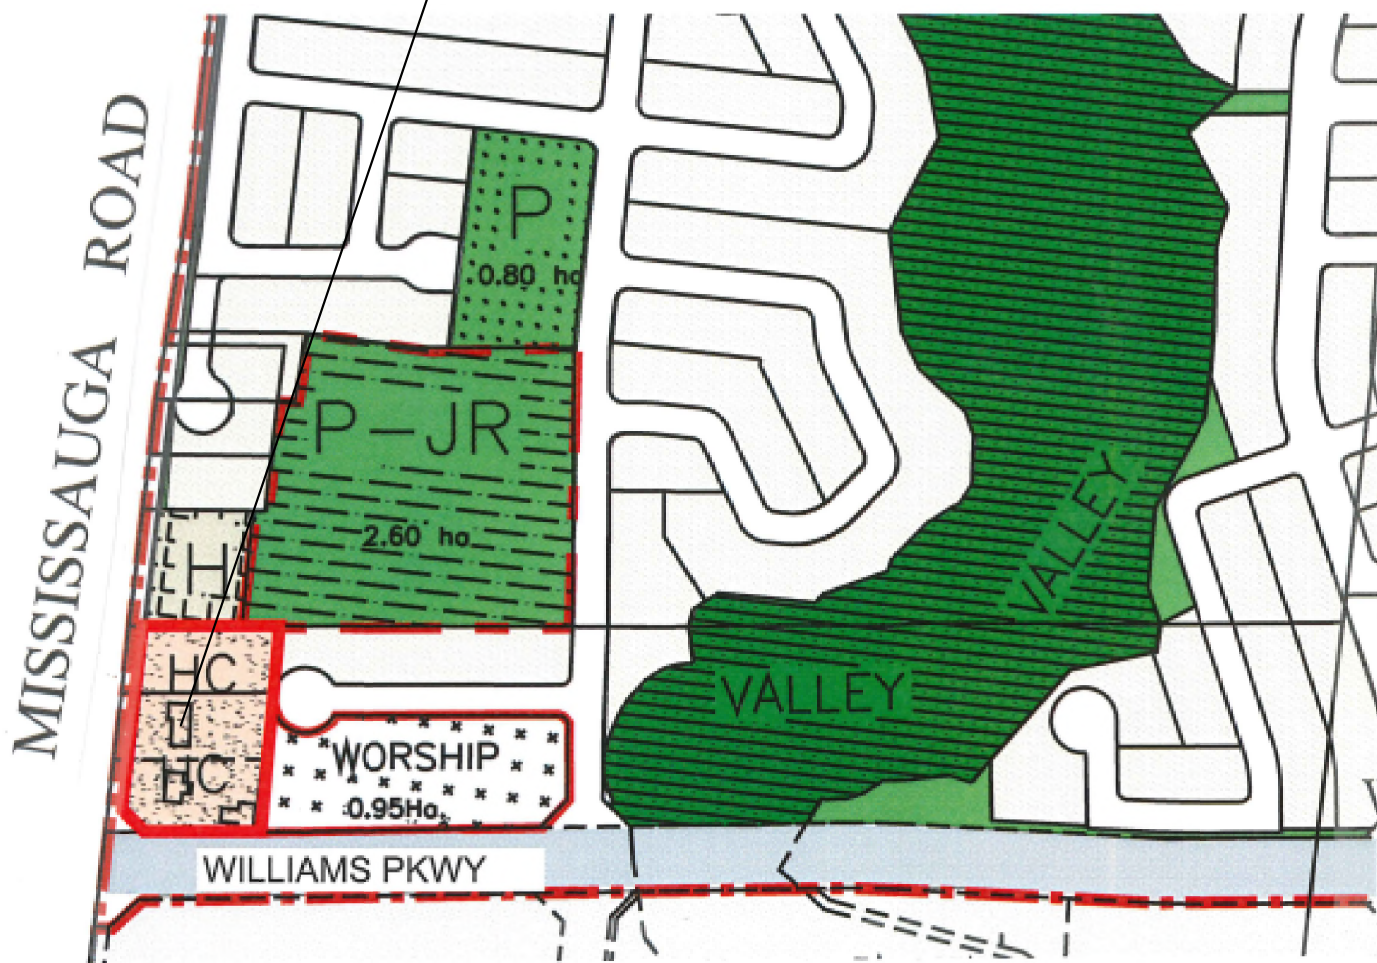 MISSISSAUGA ROAD
P
0.80 ha
P-JR
2.60 ha
H
HC
HC
WORSHIP
0.95Ha.
VALLEY
VALLEY
WILLIAMS PKWY